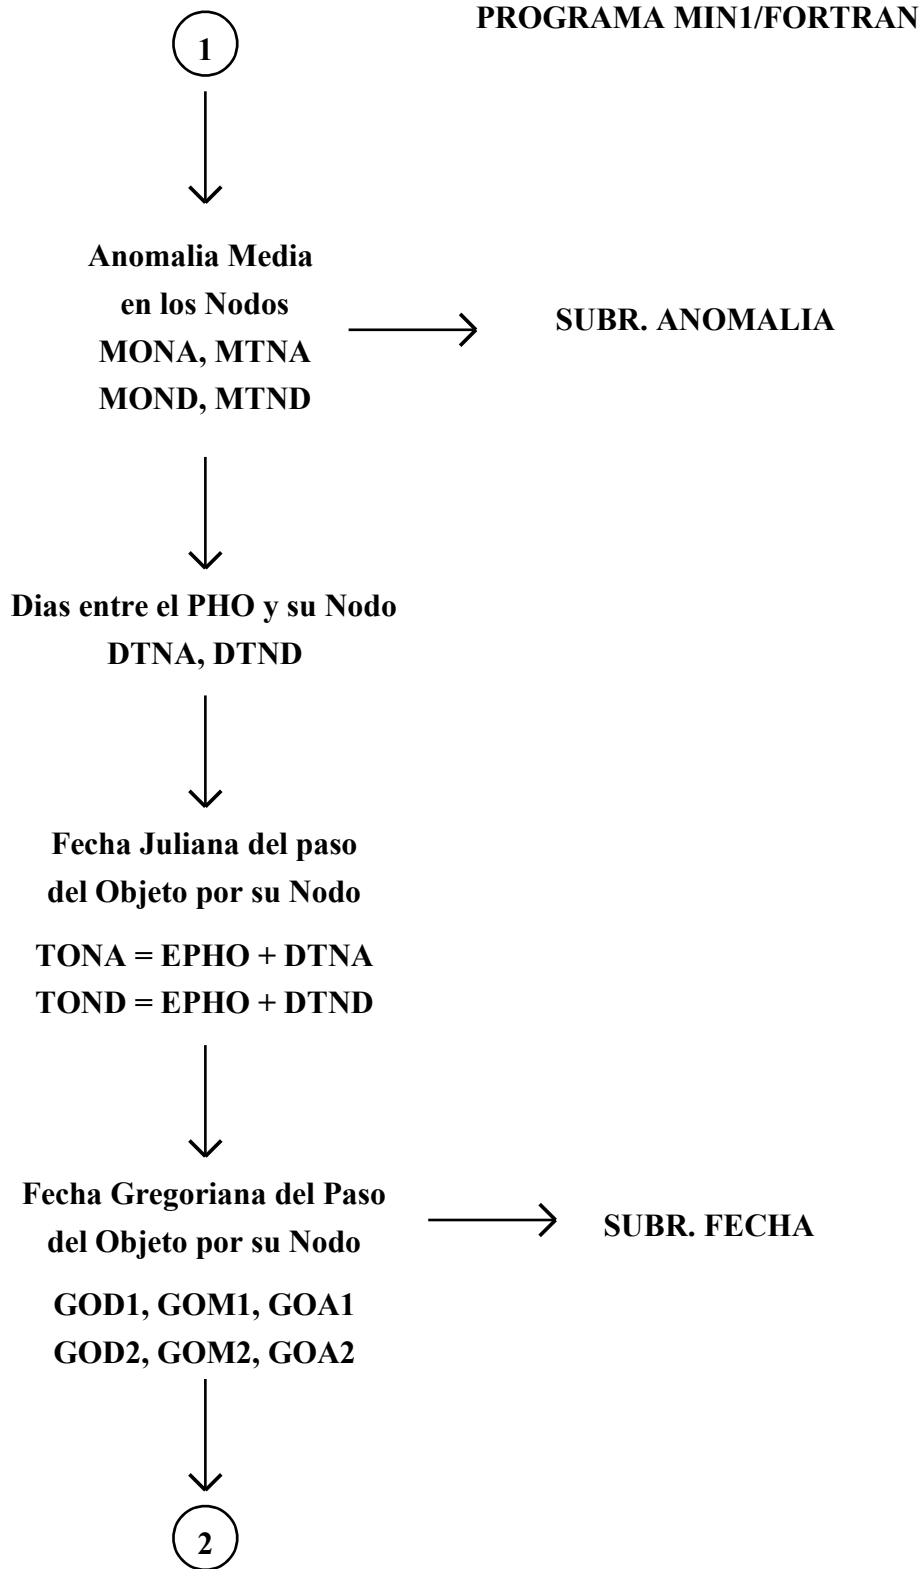 PROGRAMA MIN1/FORTRAN
1
Anomalia Media
en los Nodos
MONA, MTNA
MOND, MTND
SUBR. ANOMALIA
Dias entre el PHO y su Nodo
DTNA, DTND
Fecha Juliana del paso
del Objeto por su Nodo
TONA = EPHO + DTNA
TOND = EPHO + DTND
Fecha Gregoriana del Paso
del Objeto por su Nodo
GOD1, GOM1, GOA1
GOD2, GOM2, GOA2
SUBR. FECHA
2